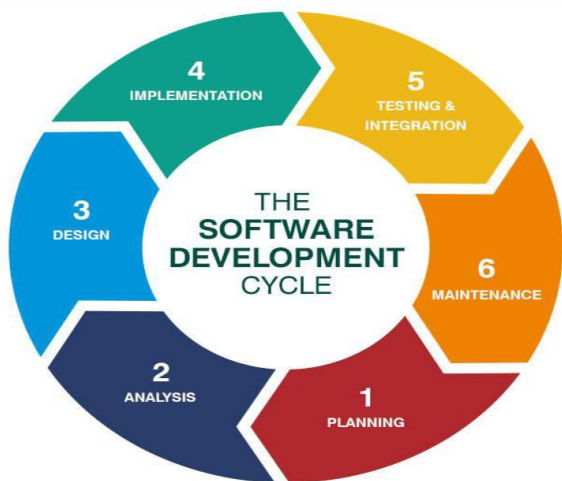 THE
SOFTWARE
DEVELOPMENT
CYCLE
1
PLANNING
2
ANALYSIS
3
DESIGN
4
IMPLEMENTATION
5
TESTING &
INTEGRATION
6
MAINTENANCE